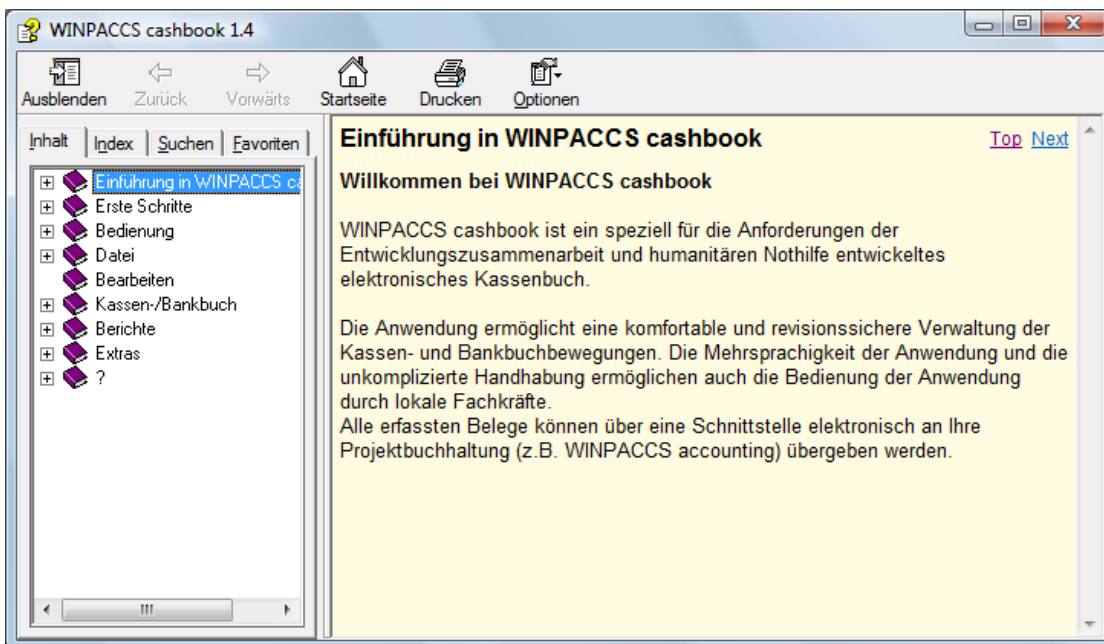 WINPACCS cashbook 1.4
Ausblenden Zurück Vorwärts Startseite Drucken Optionen
Inhalt Index Suchen Favoriten
Einführung in WINPACCS ca
Erste Schritte
Bedienung
Datei
Bearbeiten
Kassen-/Bankbuch
Berichte
Extras
?
Einführung in WINPACCS cashbook Top Next
Willkommen bei WINPACCS cashbook
WINPACCS cashbook ist ein speziell für die Anforderungen der
Entwicklungszusammenarbeit und humanitären Nothilfe entwickeltes
elektronisches Kassenbuch.
Die Anwendung ermöglicht eine komfortable und revisionssichere Verwaltung der
Kassen- und Bankbuchbewegungen. Die Mehrsprachigkeit der Anwendung und die
unkomplizierte Handhabung ermöglichen auch die Bedienung der Anwendung
durch lokale Fachkräfte.
Alle erfassten Belege können über eine Schnittstelle elektronisch an Ihre
Projektbuchhaltung (z.B. WINPACCS accounting) übergeben werden.